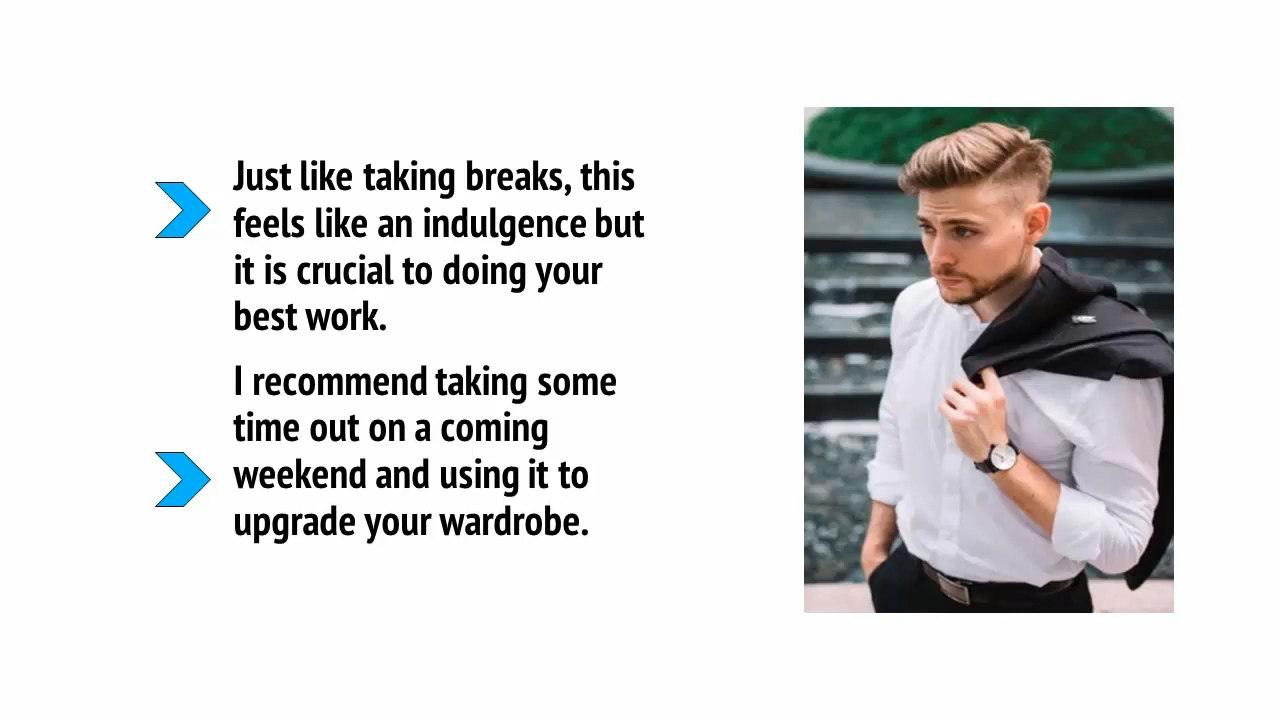 Just like taking breaks, this
feels like an indulgence but
it is crucial to doing your
best work.
I recommend taking some
time out on a coming
weekend and using it to
upgrade your wardrobe.